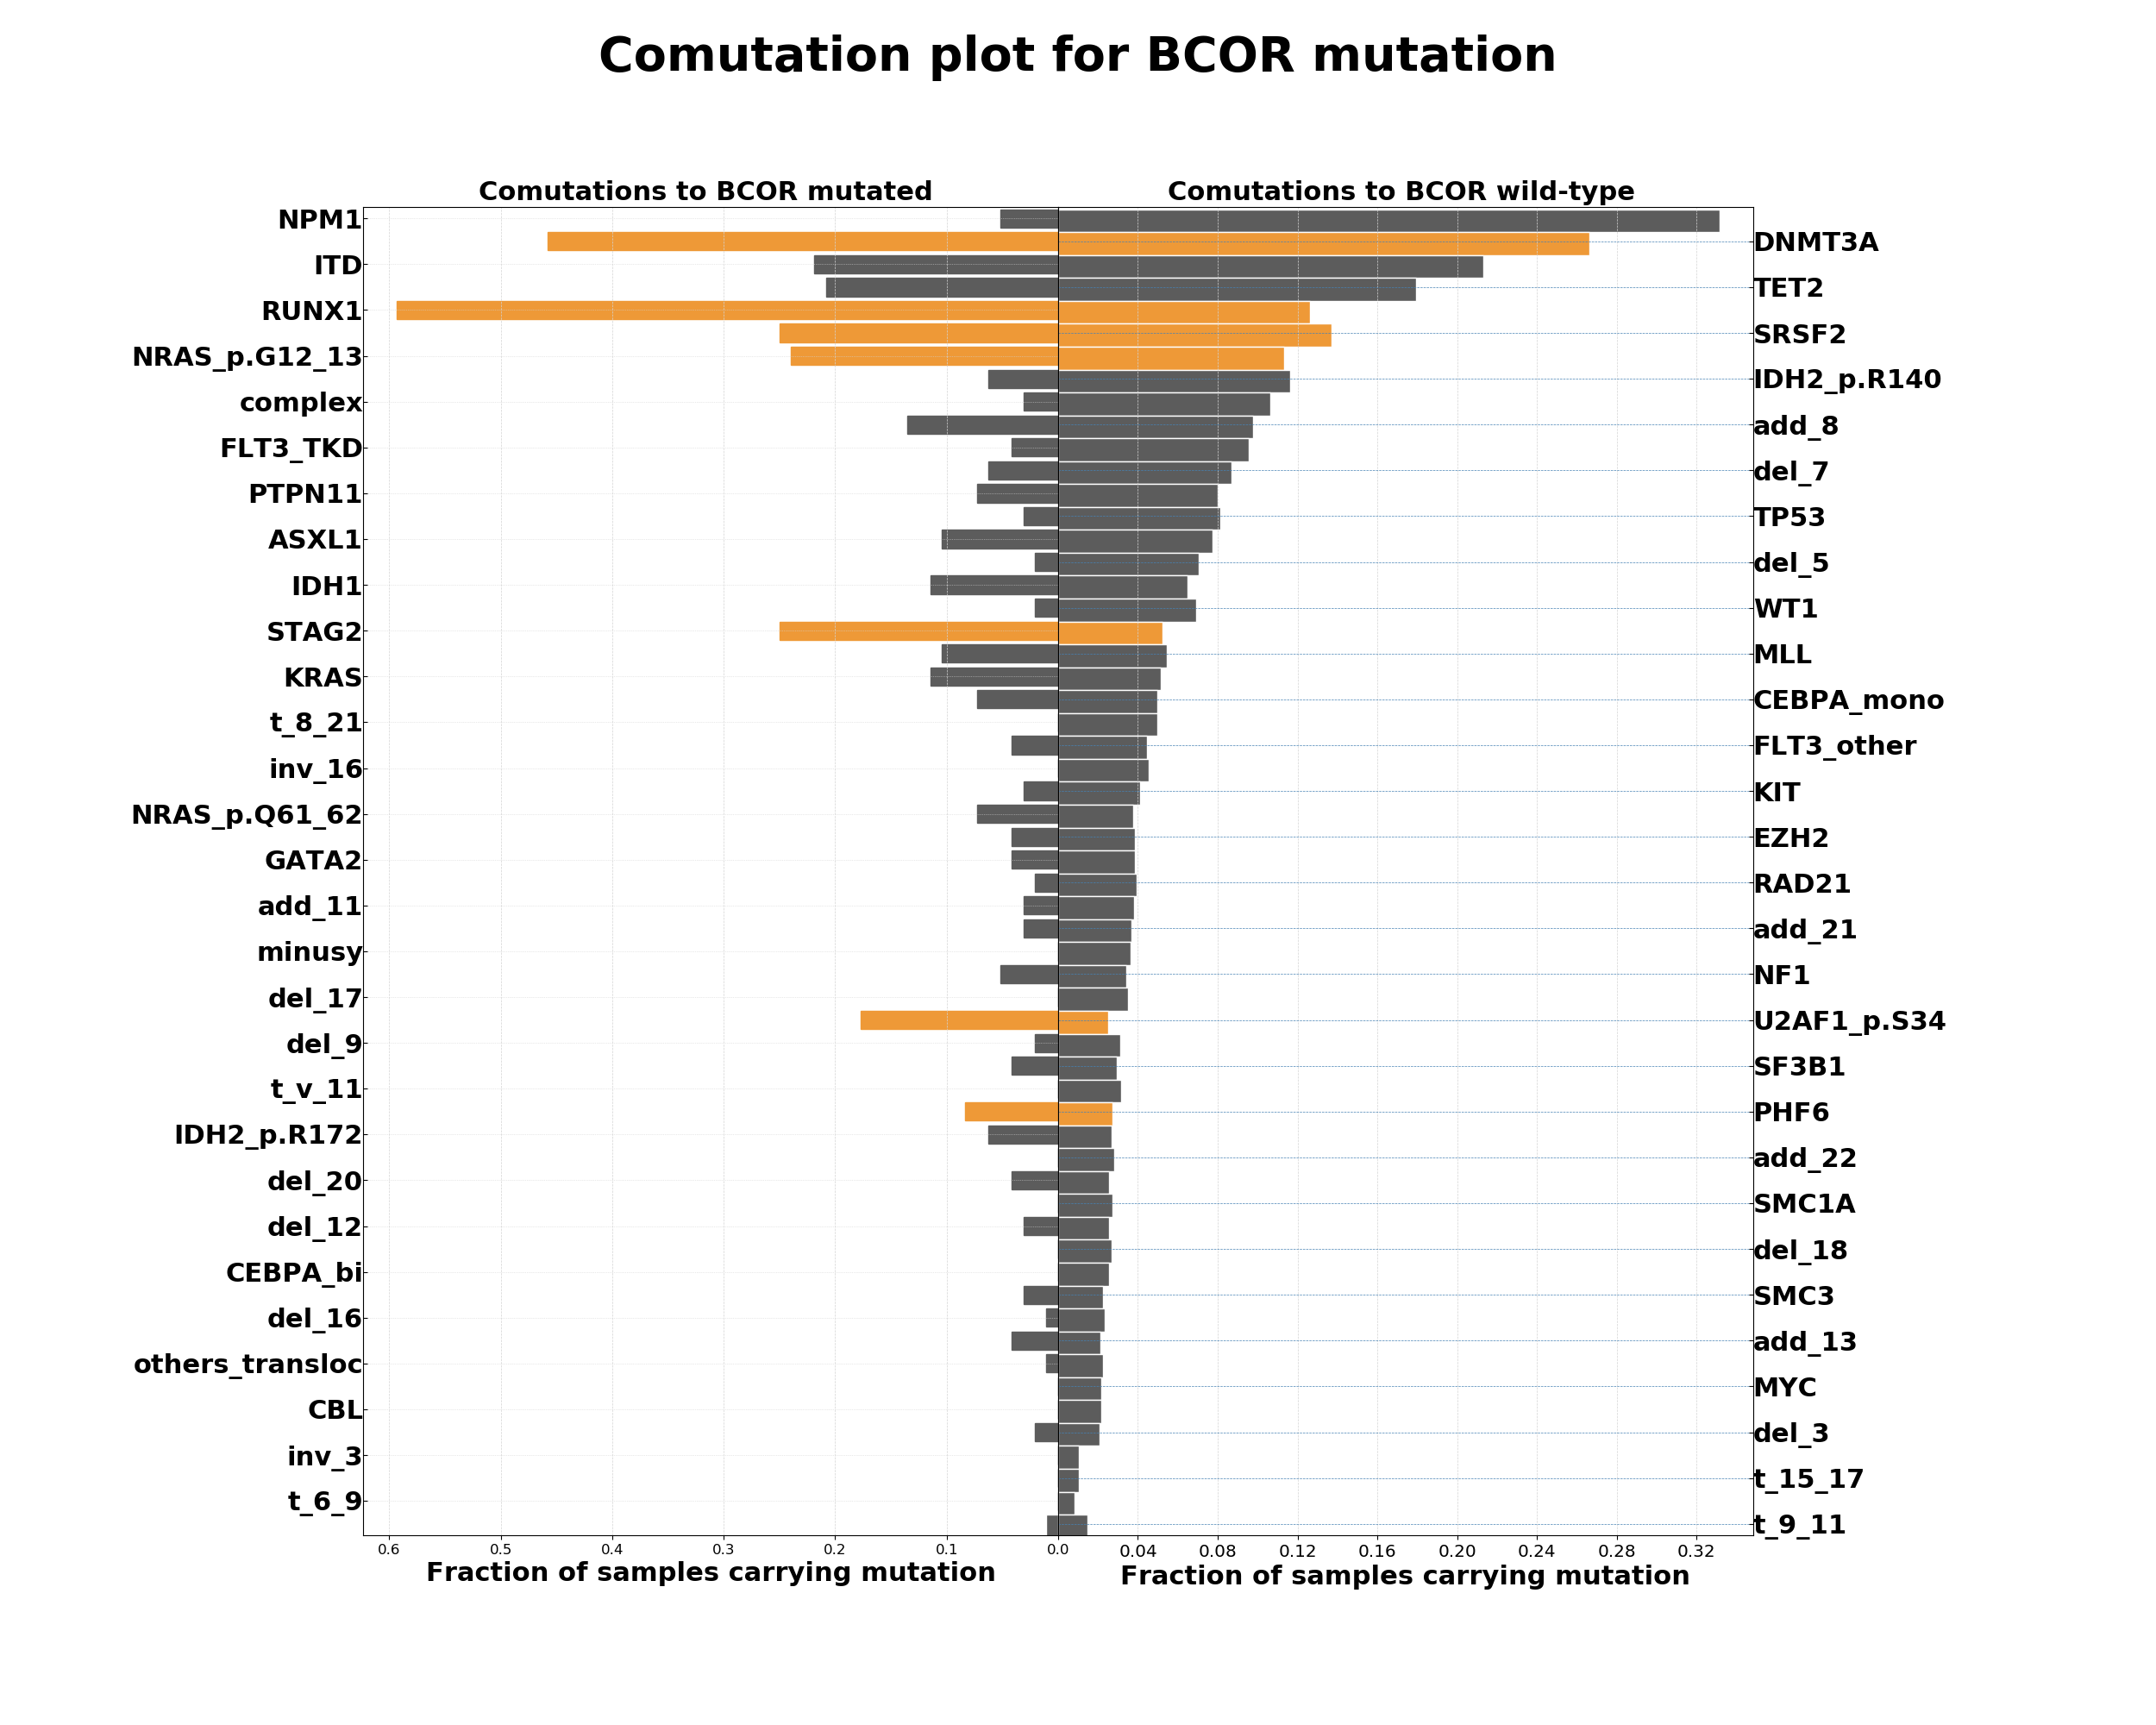 Comutation plot for BCOR mutation
Comutations to BCOR mutated
Comutations to BCOR wild-type
NPM1
DNMT3A
ITD
TET2
RUNX1
SRSF2
NRAS_p.G12_13
IDH2_p.R140
complex
add_8
FLT3_TKD
del_7
PTPN11
TP53
ASXL1
del_5
IDH1
WT1
STAG2
MLL
KRAS
CEBPA_mono
t_8_21
FLT3_other
inv_16
KIT
NRAS_p.Q61_62
EZH2
GATA2
RAD21
add_11
add_21
minusy
NF1
del_17
U2AF1_p.S34
del_9
SF3B1
t_v_11
PHF6
IDH2_p.R172
add_22
del_20
SMC1A
del_12
del_18
CEBPA_bi
SMC3
del_16
add_13
others_transloc
MYC
CBL
del_3
inv_3
t_15_17
t_6_9
t_9_11
0.6 0.5 0.4 0.3 0.2 0.1 0.0 0.04 0.08 0.12 0.16 0.20 0.24 0.28 0.32
Fraction of samples carrying mutation
Fraction of samples carrying mutation